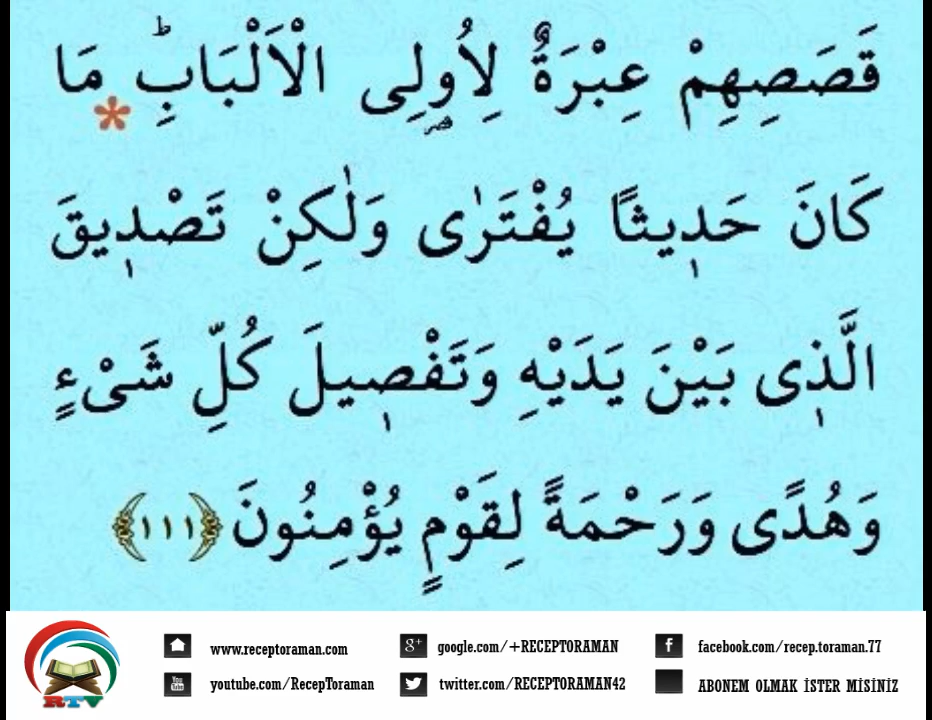 قَصَصِهِمْ عِبْرَةٌ لِاُو۬لِى الْاَلْبَابِۜ مَا
كَانَ حَد۪يثًا يُفْتَرٰى وَلٰكِنْ تَصْد۪يقَ
الَّذ۪ى بَيْنَ يَدَيْهِ وَتَفْص۪يلَ كُلِّ شَىْءٍ
وَهُدًى وَرَحْمَةً لِقَوْمٍ يُؤْمِنُونَ ﴿١١١﴾
RTV
www.receptoraman.com google.com/+RECEPTORAMAN facebook.com/recep.toraman.77
youtube.com/RecepToraman twitter.com/RECEPTORAMAN42 ABONEM OLMAK İSTER MİSİNİZ